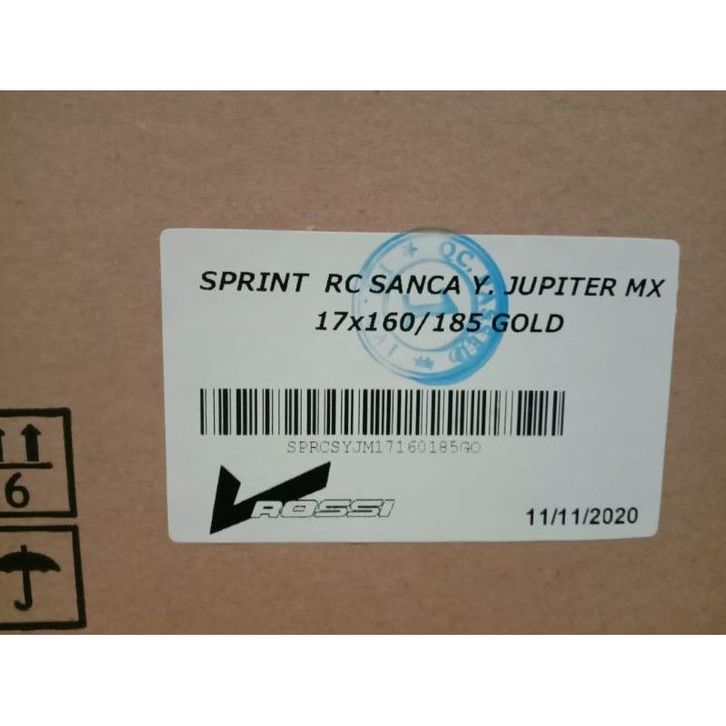 SPRINT RC SANCA Y. JUPITER MX
17x160/185 GOLD
SPRCSYJM17160185GO
V ROSSI
11/11/2020
6
Q.C.